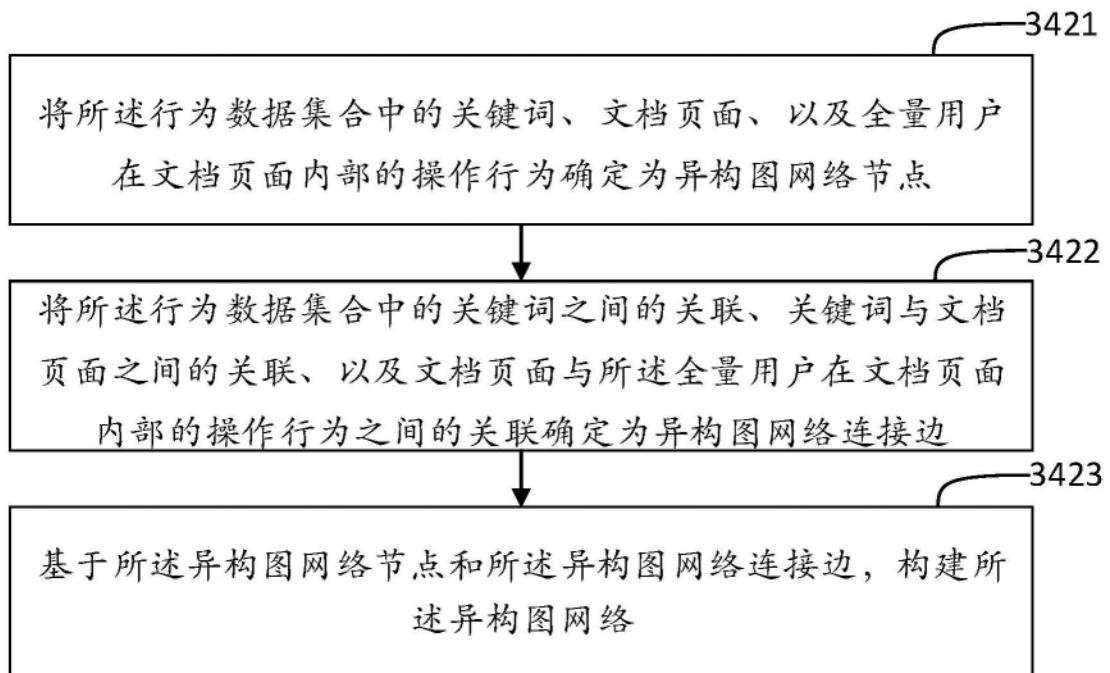 3421
将所述行为数据集合中的关键词、文档页面、以及全量用户
在文档页面内部的操作行为确定为异构图网络节点
3422
将所述行为数据集合中的关键词之间的关联、关键词与文档
页面之间的关联、以及文档页面与所述全量用户在文档页面
内部的操作行为之间的关联确定为异构图网络连接边
3423
基于所述异构图网络节点和所述异构图网络连接边，构建所
述异构图网络